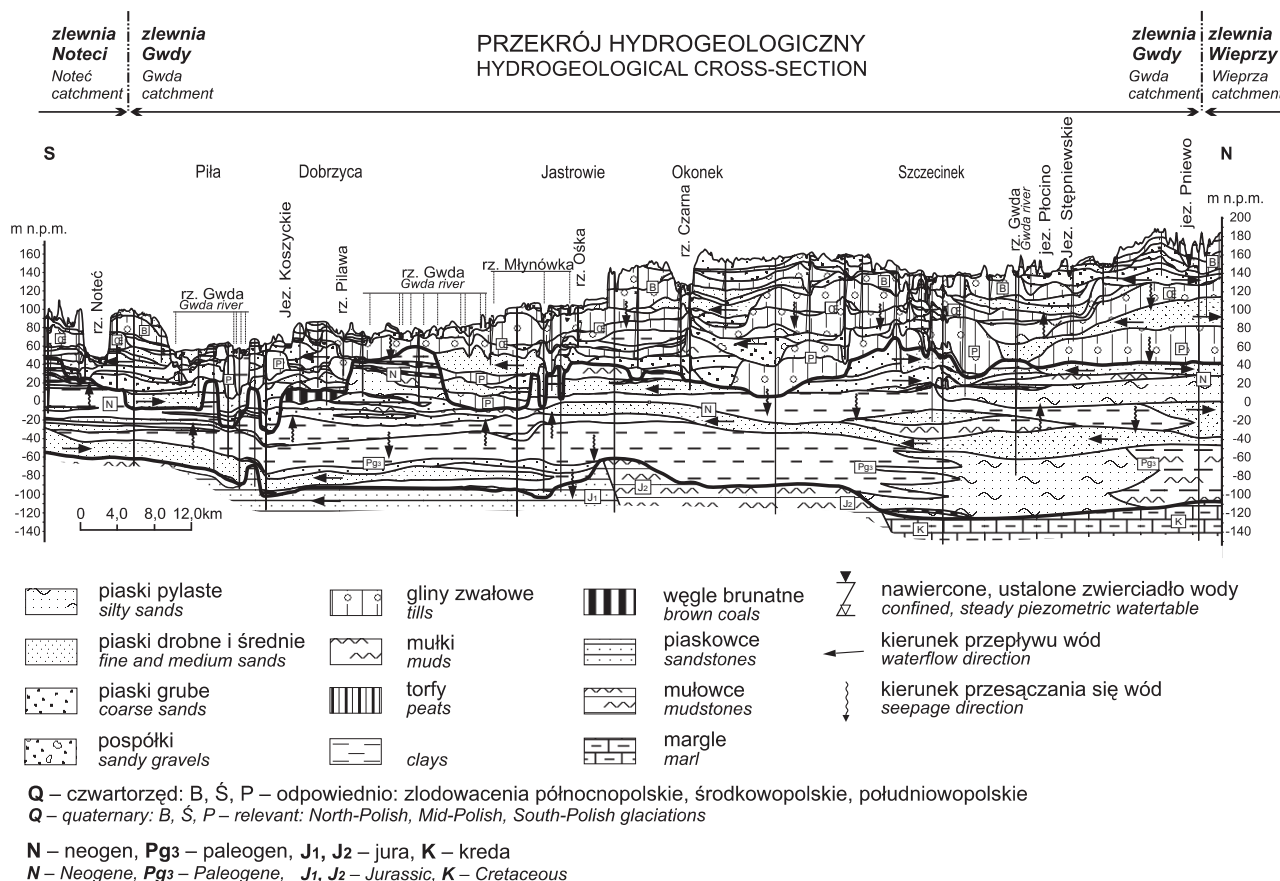 zlewnia Noteci
Noteć catchment
zlewnia Gwdy
Gwda catchment
PRZEKRÓJ HYDROGEOLOGICZNY
HYDROGEOLOGICAL CROSS-SECTION
zlewnia Gwdy
Gwda catchment
zlewnia Wieprzy
Wieprza catchment
S
N
Piła
Dobrzyca
Jastrowie
Okonek
Szczecinek
m n.p.m.
m n.p.m.
rz. Noteć
rz. Gwda
Gwda river
Jez. Koszyckie
rz. Pilawa
rz. Gwda
Gwda river
rz. Młynówka
rz. Ośka
rz. Czarna
rz. Gwda
Gwda river
jez. Płocino
Jez. Stępniewskie
jez. Pniewo
160
140
120
100
80
60
40
20
0
-20
-40
-60
-80
-100
-120
-140
200
180
160
140
120
100
80
60
40
20
0
-20
-40
-60
-80
-100
-120
-140
B
B
B
B
B
B
P
P
P
P
P
P
P
N
N
N
N
Pg3
Pg3
Pg3
J1
J2
J2
K
K
0 4,0 8,0 12,0km
piaski pylaste
silty sands
piaski drobne i średnie
fine and medium sands
piaski grube
coarse sands
pospółki
sandy gravels
gliny zwałowe
tills
mułki
muds
torfy
peats
clays
węgle brunatne
brown coals
piaskowce
sandstones
mułowce
mudstones
margle
marl
nawiercone, ustalone zwierciadło wody
confined, steady piezometric watertable
kierunek przepływu wód
waterflow direction
kierunek przesączania się wód
seepage direction
Q – czwartorzęd: B, Ś, P – odpowiednio: zlodowacenia północnopolskie, środkowopolskie, południowopolskie
Q – quaternary: B, Ś, P – relevant: North-Polish, Mid-Polish, South-Polish glaciations
N – neogen, Pg3 – paleogen, J1, J2 – jura, K – kreda
N – Neogene, Pg3 – Paleogene, J1, J2 – Jurassic, K – Cretaceous